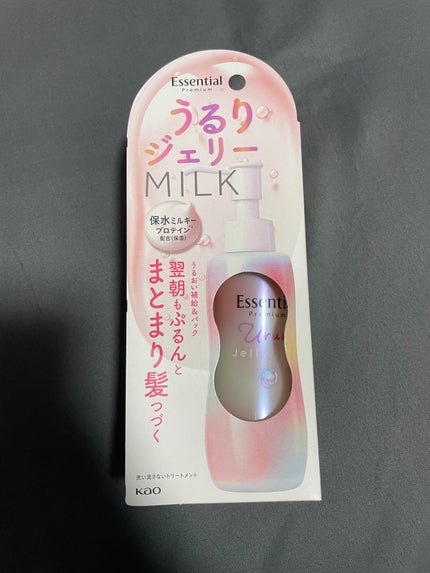 Essential
Premium
うるり
ジェリー
MILK
保水ミルキー
プロテイン
配合(保湿)
うるおい補給&パック
翌朝もぷるんと
まとまり髪つづく
Essenti
Premium
Uru
Jell
洗い流さないトリートメント
Kao